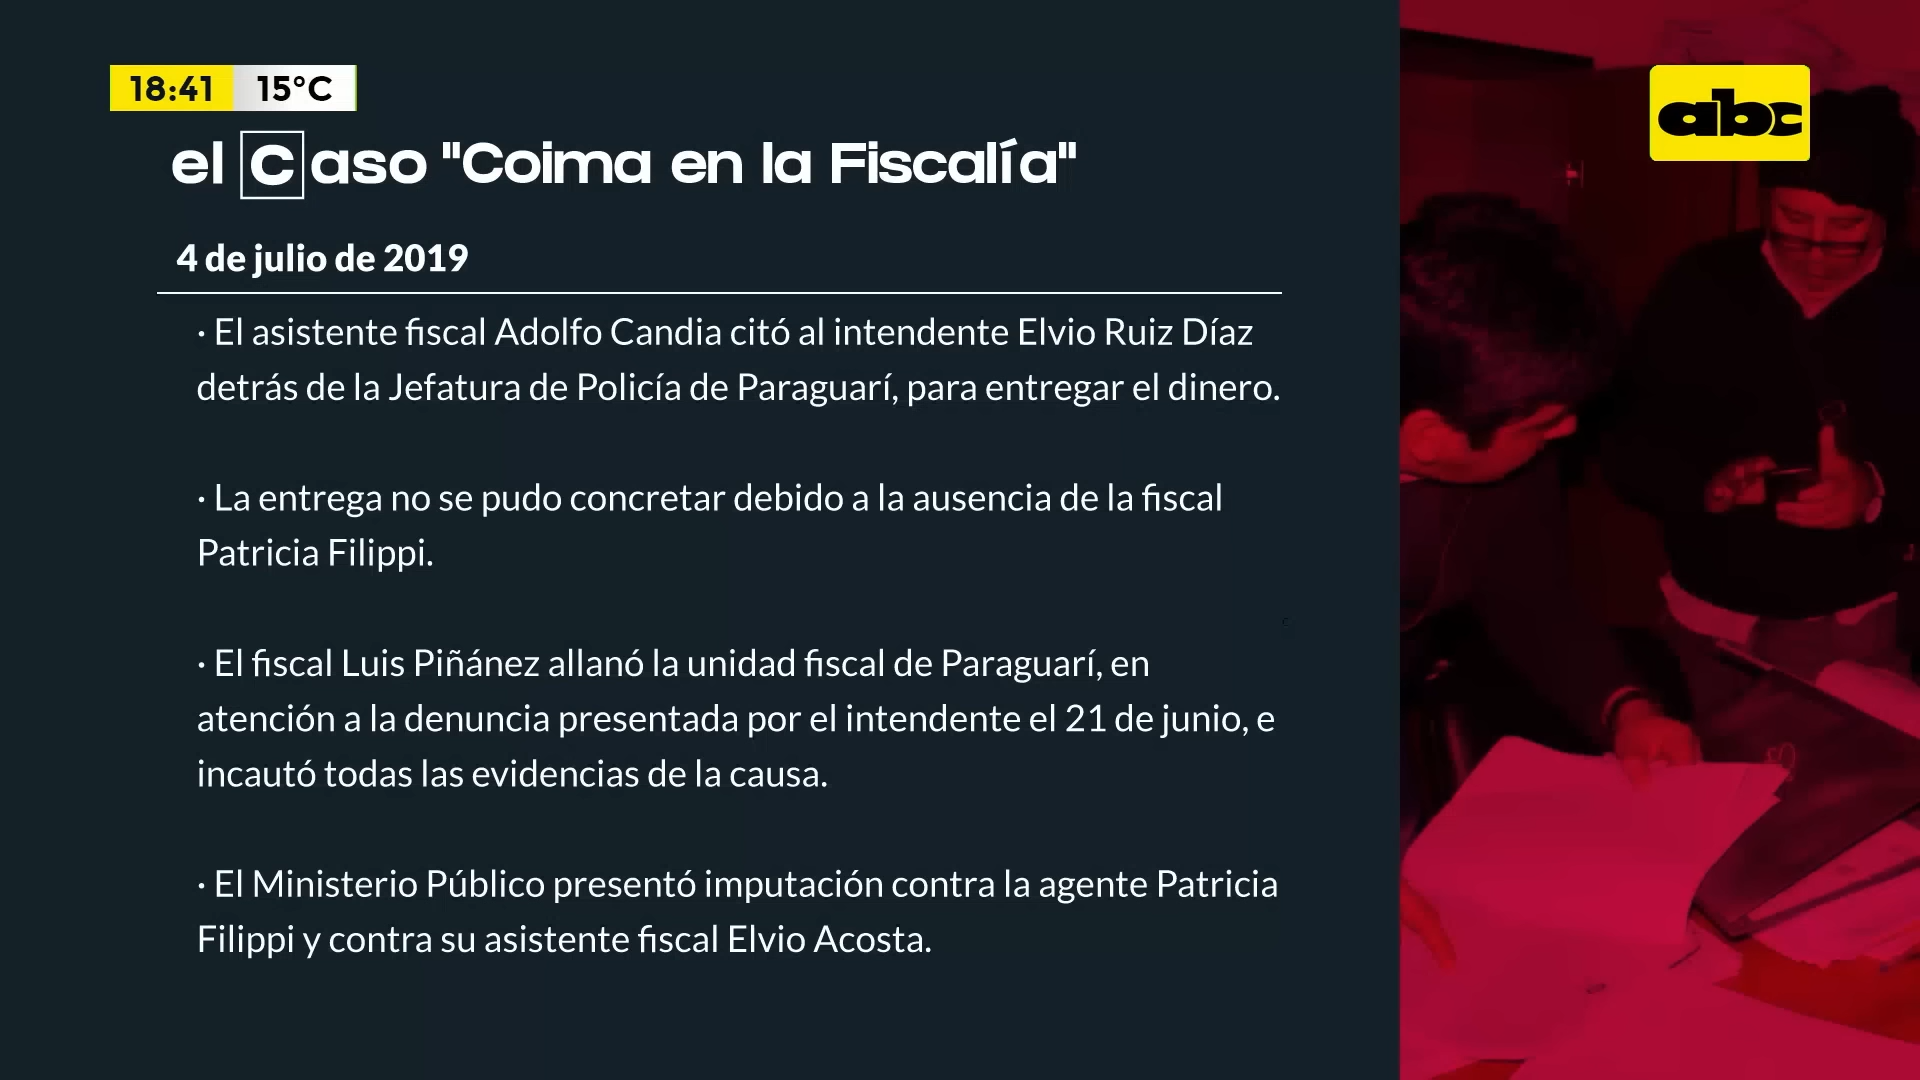 18:41 15°C
abc
el Caso "Coima en la Fiscalía"
4 de julio de 2019
· El asistente fiscal Adolfo Candia citó al intendente Elvio Ruiz Díaz
detrás de la Jefatura de Policía de Paraguarí, para entregar el dinero.
· La entrega no se pudo concretar debido a la ausencia de la fiscal
Patricia Filippi.
· El fiscal Luis Piñánez allanó la unidad fiscal de Paraguarí, en
atención a la denuncia presentada por el intendente el 21 de junio, e
incautó todas las evidencias de la causa.
· El Ministerio Público presentó imputación contra la agente Patricia
Filippi y contra su asistente fiscal Elvio Acosta.